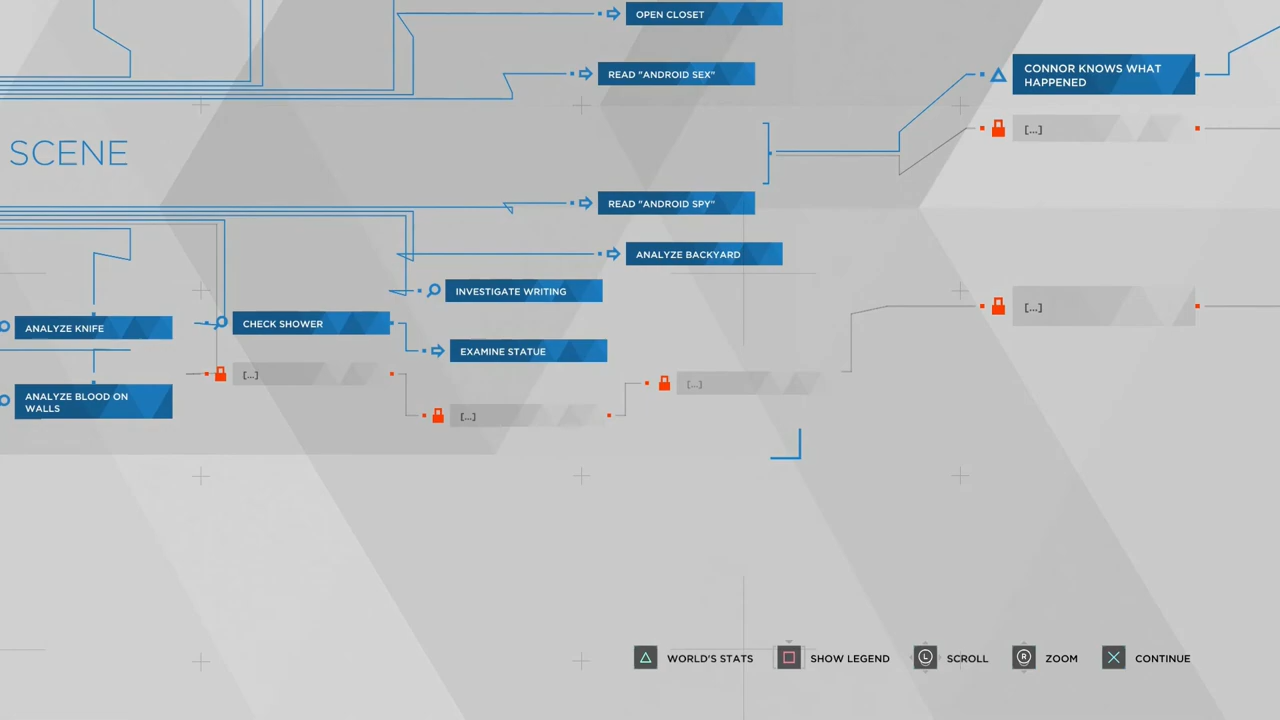 OPEN CLOSET
CONNOR KNOWS WHAT
HAPPENED
READ "ANDROID SEX"
[...]
SCENE
READ "ANDROID SPY"
ANALYZE BACKYARD
INVESTIGATE WRITING
[...]
CHECK SHOWER
ANALYZE KNIFE
EXAMINE STATUE
[...]
[...]
ANALYZE BLOOD ON
WALLS
[...]
WORLD'S STATS
SHOW LEGEND
L
SCROLL
R
ZOOM
CONTINUE